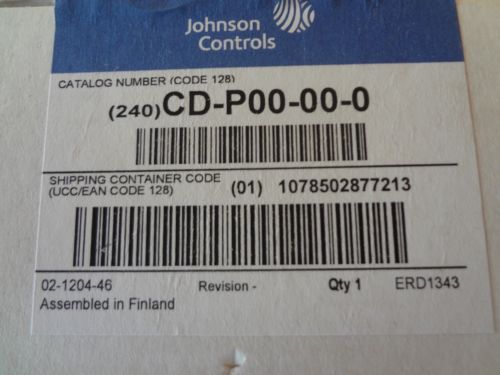 Johnson
Controls
CATALOG NUMBER (CODE 128)
(240)CD-P00-00-0
SHIPPING CONTAINER CODE
(UCC/EAN CODE 128) (01) 1078502877213
02-1204-46 Revision - Qty 1 ERD1343
Assembled in Finland